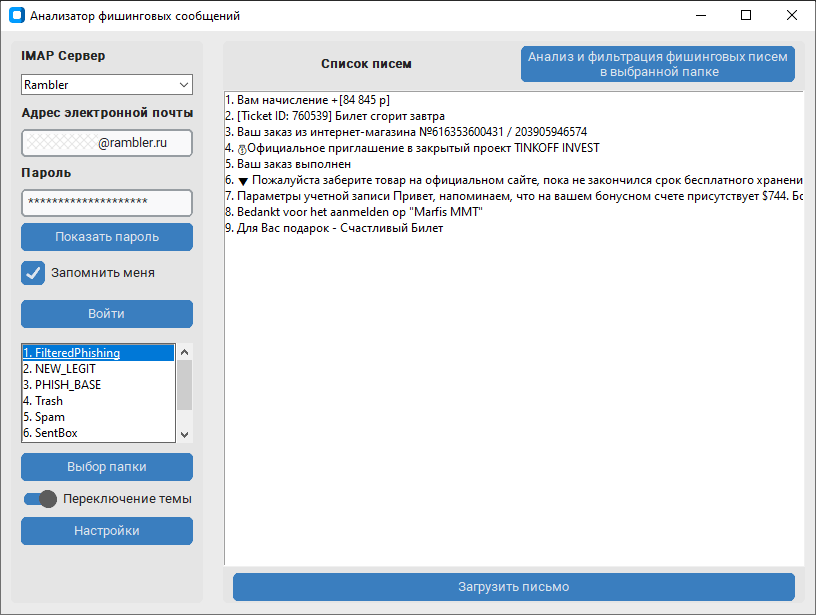 Анализатор фишинговых сообщений
IMAP Сервер
Rambler
Адрес электронной почты
@rambler.ru
Пароль
********************
Показать пароль
Запомнить меня
Войти
1. FilteredPhishing
2. NEW_LEGIT
3. PHISH_BASE
4. Trash
5. Spam
6. SentBox
Выбор папки
Переключение темы
Настройки
Список писем
Анализ и фильтрация фишинговых писем
в выбранной папке
1. Вам начисление +[84 845 р]
2. [Ticket ID: 760539] Билет сгорит завтра
3. Ваш заказ из интернет-магазина №616353600431 / 203905946574
4. Официальное приглашение в закрытый проект TINKOFF INVEST
5. Ваш заказ выполнен
6. ▼ Пожалуйста заберите товар на официальном сайте, пока не закончился срок бесплатного хранени
7. Параметры учетной записи Привет, напоминаем, что на вашем бонусном счете присутствует $744. Бо
8. Bedankt voor het aanmelden op "Marfis MMT"
9. Для Вас подарок - Счастливый Билет
Загрузить письмо